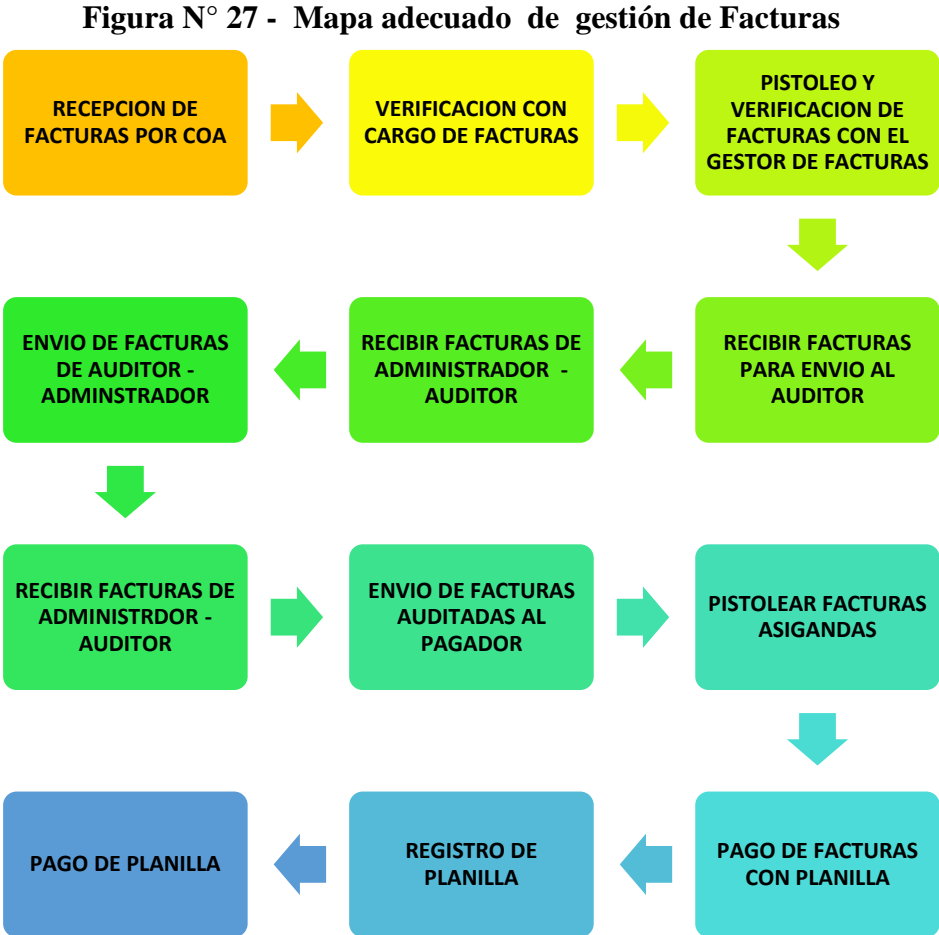 Figura N° 27 - Mapa adecuado de gestión de Facturas
RECEPCION DE
FACTURAS POR COA
VERIFICACION CON
CARGO DE FACTURAS
PISTOLEO Y
VERIFICACION DE
FACTURAS CON EL
GESTOR DE FACTURAS
RECIBIR FACTURAS
PARA ENVIO AL
AUDITOR
RECIBIR FACTURAS DE
ADMINISTRADOR -
AUDITOR
ENVIO DE FACTURAS
DE AUDITOR -
ADMINSTRADOR
RECIBIR FACTURAS DE
ADMINISTRDOR -
AUDITOR
ENVIO DE FACTURAS
AUDITADAS AL
PAGADOR
PISTOLEAR FACTURAS
ASIGANDAS
PAGO DE FACTURAS
CON PLANILLA
REGISTRO DE
PLANILLA
PAGO DE PLANILLA